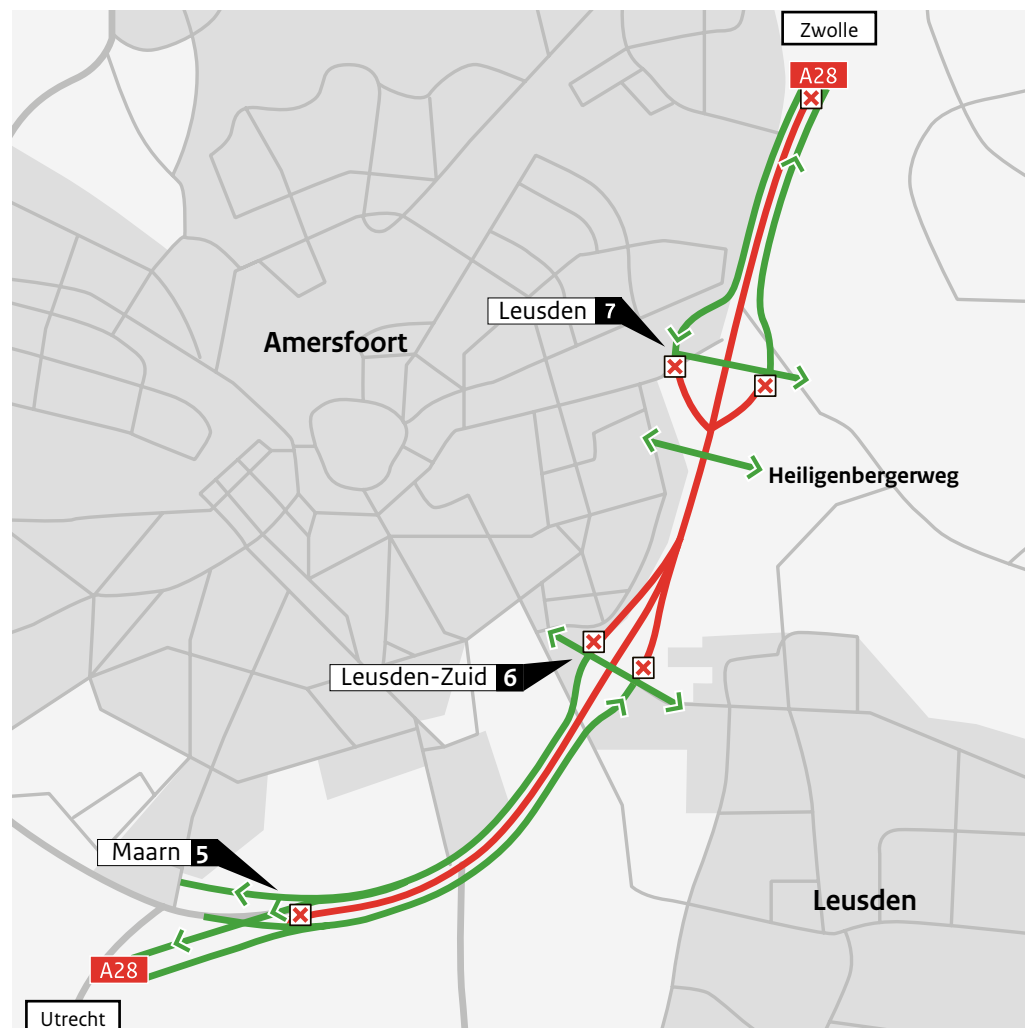 Zwolle
A28
Leusden 7
Amersfoort
Heiligenbergerweg
Leusden-Zuid 6
Maarn 5
Leusden
A28
Utrecht